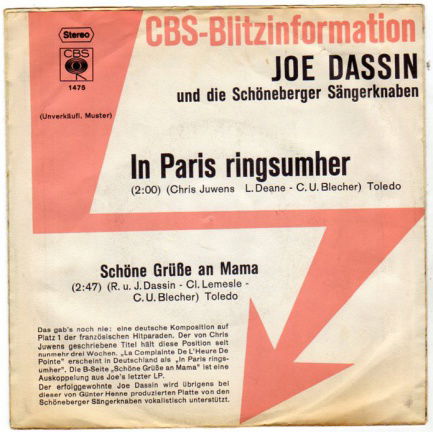 CBS-Blitzinformation
Stereo
CBS
1475
(Unverkäufl. Muster)
JOE DASSIN
und die Schöneberger Sängerknaben
In Paris ringsumher
(2:00) (Chris Juwens L. Deane - C. U. Blecher) Toledo
Schöne Grüße an Mama
(2:47) (R. u. J. Dassin - Cl. Lemesle -
C. U. Blecher) Toledo
Das gab's noch nie: eine deutsche Komposition auf
Platz 1 der französischen Hitparaden. Der von Chris
Juwens geschriebene Titel hält diese Position seit
nunmehr drei Wochen. „La Complainte De L'Heure De
Pointe" erscheint in Deutschland als „In Paris rings-
umher". Die B-Seite „Schöne Grüße an Mama" ist eine
Auskoppelung aus Joe's letzter LP.
Der erfolggewohnte Joe Dassin wird übrigens bei
dieser von Günter Henne produzierten Platte von den
Schöneberger Sängerknaben vokalistisch unterstützt.